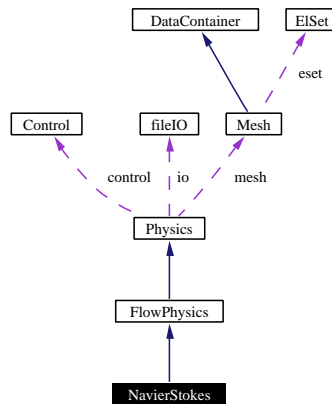 DataContainer ElSet
eset
Control fileIO Mesh
control io mesh
Physics
FlowPhysics
NavierStokes